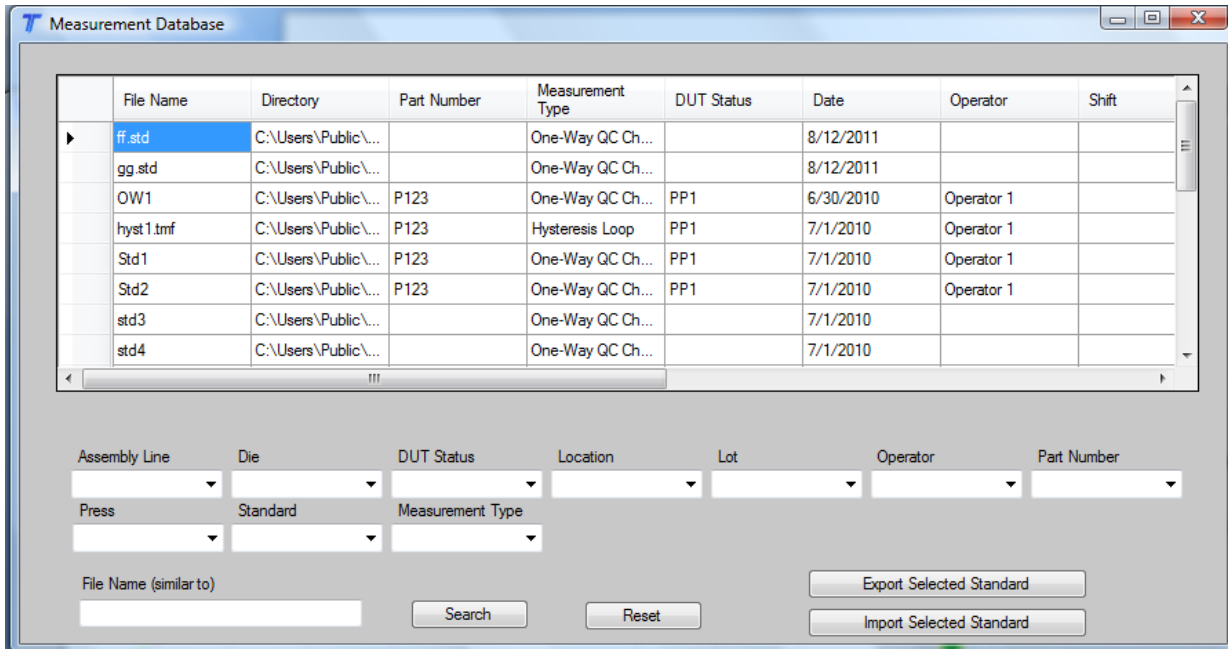 Measurement Database
File Name Directory Part Number Measurement Type DUT Status Date Operator Shift
ff.std C:\Users\Public\... One-Way QC Ch... 8/12/2011
gg.std C:\Users\Public\... One-Way QC Ch... 8/12/2011
OW1 C:\Users\Public\... P123 One-Way QC Ch... PP1 6/30/2010 Operator 1
hyst1.tmf C:\Users\Public\... P123 Hysteresis Loop PP1 7/1/2010 Operator 1
Std1 C:\Users\Public\... P123 One-Way QC Ch... PP1 7/1/2010 Operator 1
Std2 C:\Users\Public\... P123 One-Way QC Ch... PP1 7/1/2010 Operator 1
std3 C:\Users\Public\... One-Way QC Ch... 7/1/2010
std4 C:\Users\Public\... One-Way QC Ch... 7/1/2010
Assembly Line Die DUT Status Location Lot Operator Part Number
Press Standard Measurement Type
File Name (similar to)
Export Selected Standard
Search Reset
Import Selected Standard